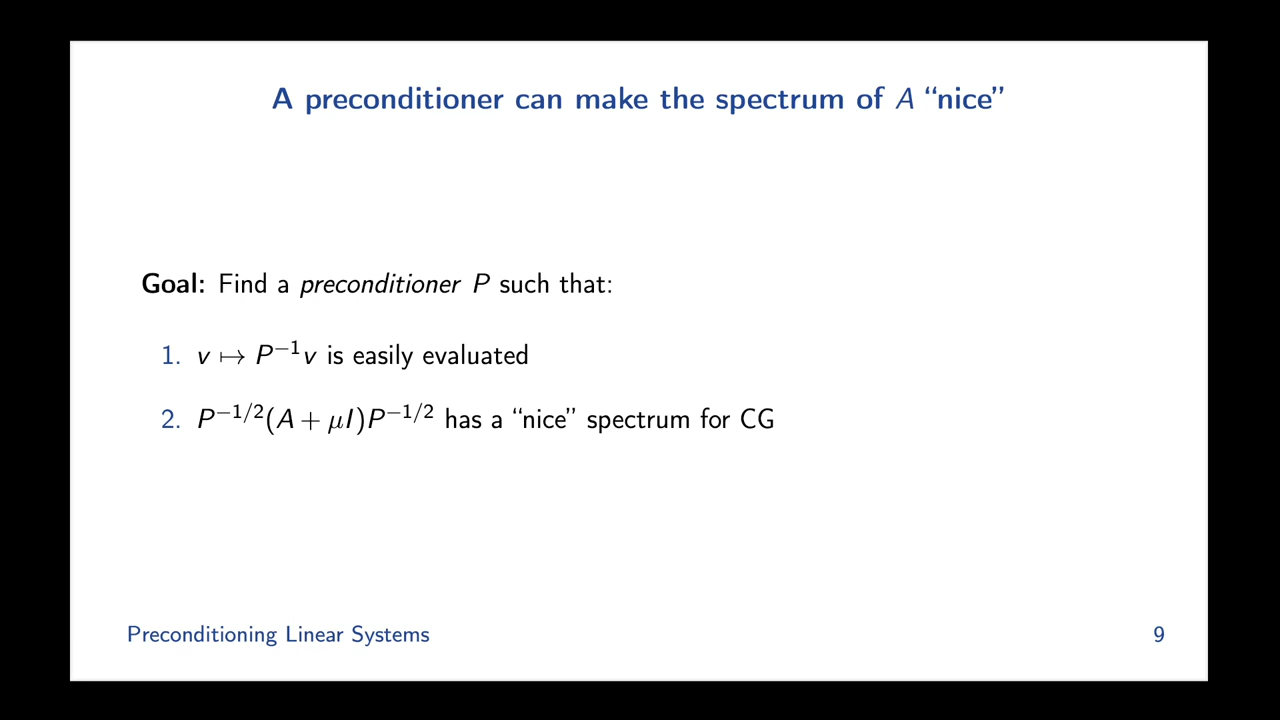 A preconditioner can make the spectrum of A “nice”
Goal: Find a preconditioner P such that:
1. v ↦ P⁻¹v is easily evaluated
2. P⁻¹/²(A + μI)P⁻¹/² has a “nice” spectrum for CG
Preconditioning Linear Systems 9